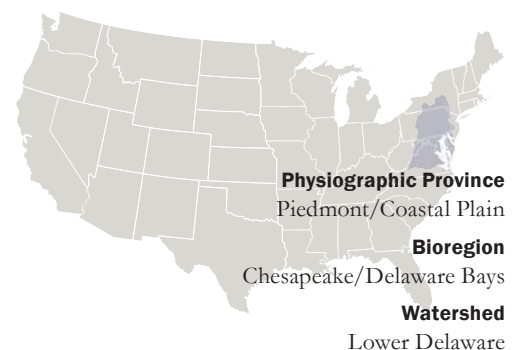 Physiographic Province
Piedmont/Coastal Plain
Bioregion
Chesapeake/Delaware Bays
Watershed
Lower Delaware